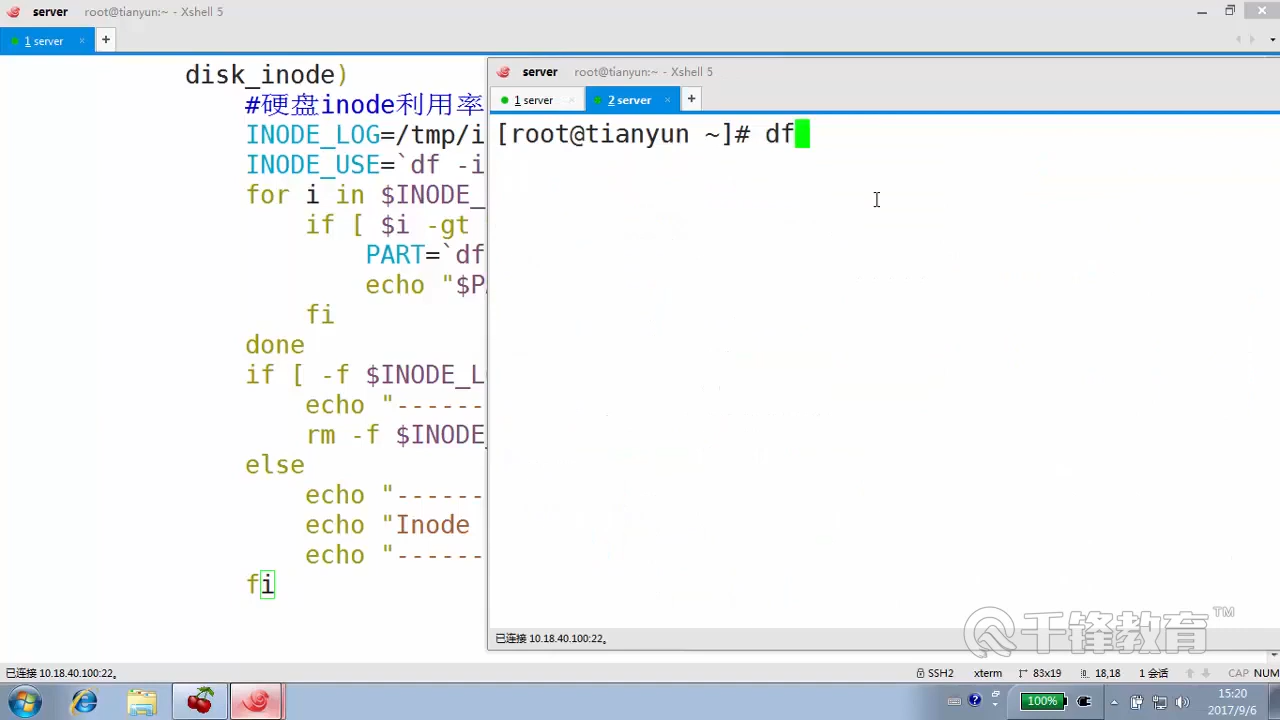 server root@tianyun:~ - Xshell 5
1 server × +
disk_inode)
#硬盘inode利用率
INODE_LOG=/tmp/i
INODE_USE=`df -i
for i in $INODE_
if [ $i -gt
PART=`df
echo "$P
fi
done
if [ -f $INODE_L
echo "------
rm -f $INODE_
else
echo "------
echo "Inode
echo "------
fi
server root@tianyun:~ - Xshell 5
1 server × 2 server × +
[root@tianyun ~]# df
已连接 10.18.40.100:22。
千锋教育™
已连接 10.18.40.100:22。 SSH2 xterm 83x19 18,18 1 会话 CAP NUM
100% 15:20
2017/9/6